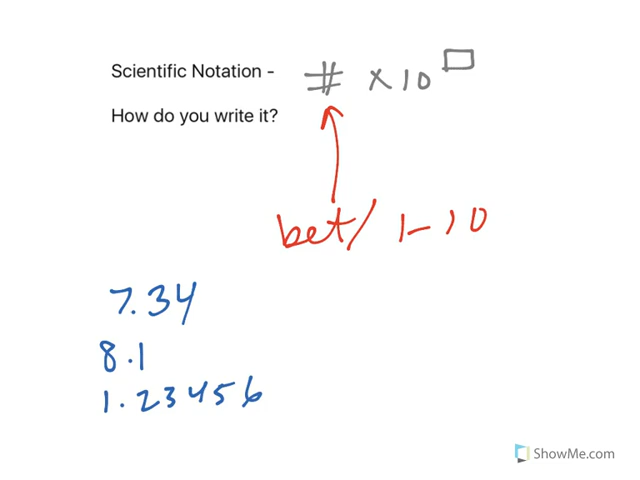 Scientific Notation - # × 10□
How do you write it?
bet/ 1-10
7.34
8.1
1.23456
ShowMe.com